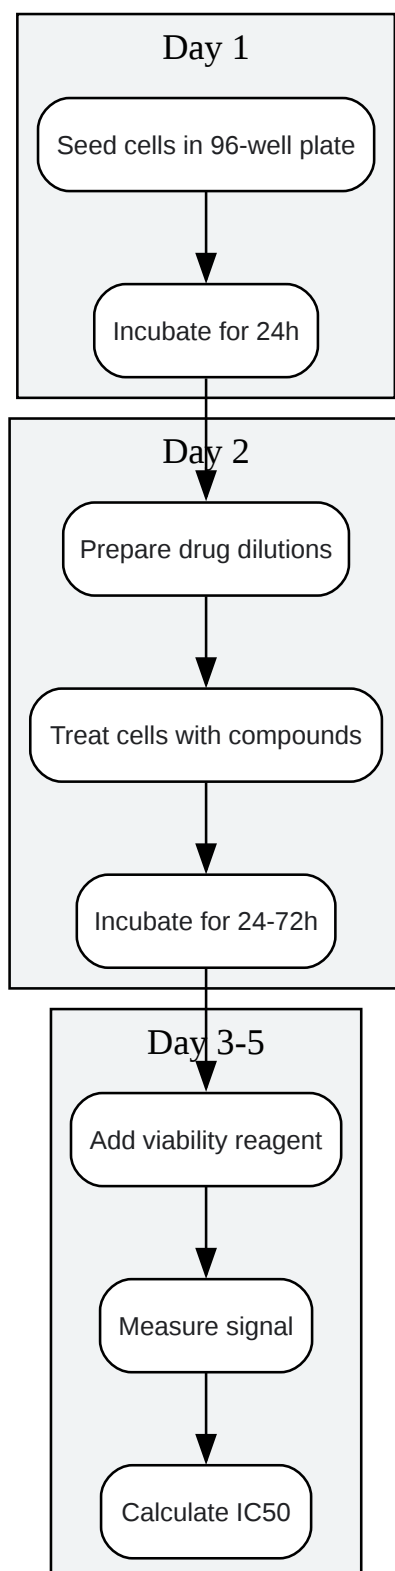 Day 1
Seed cells in 96-well plate
Incubate for 24h
Day 2
Prepare drug dilutions
Treat cells with compounds
Incubate for 24-72h
Day 3-5
Add viability reagent
Measure signal
Calculate IC50